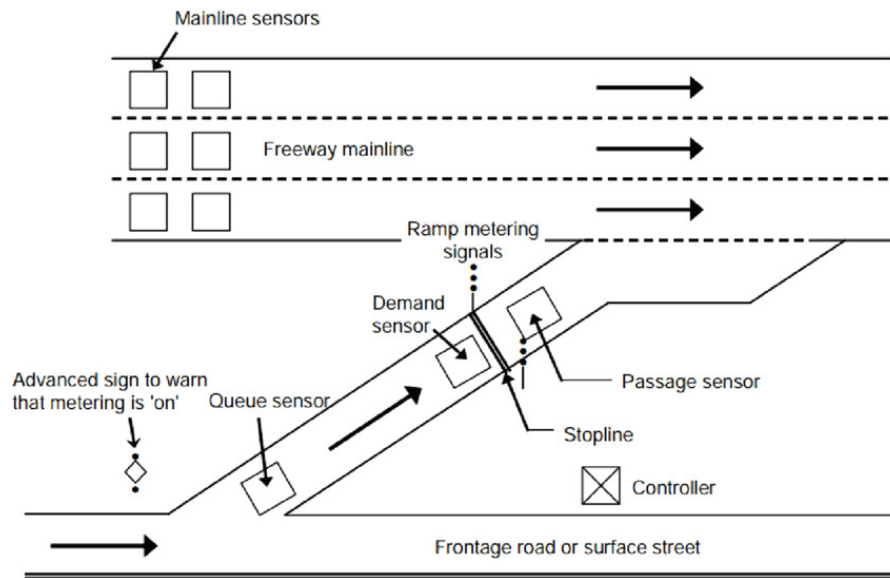 Mainline sensors
Freeway mainline
Ramp metering
signals
Demand
sensor
Advanced sign to warn
that metering is 'on'
Queue sensor
Passage sensor
Stopline
Controller
Frontage road or surface street